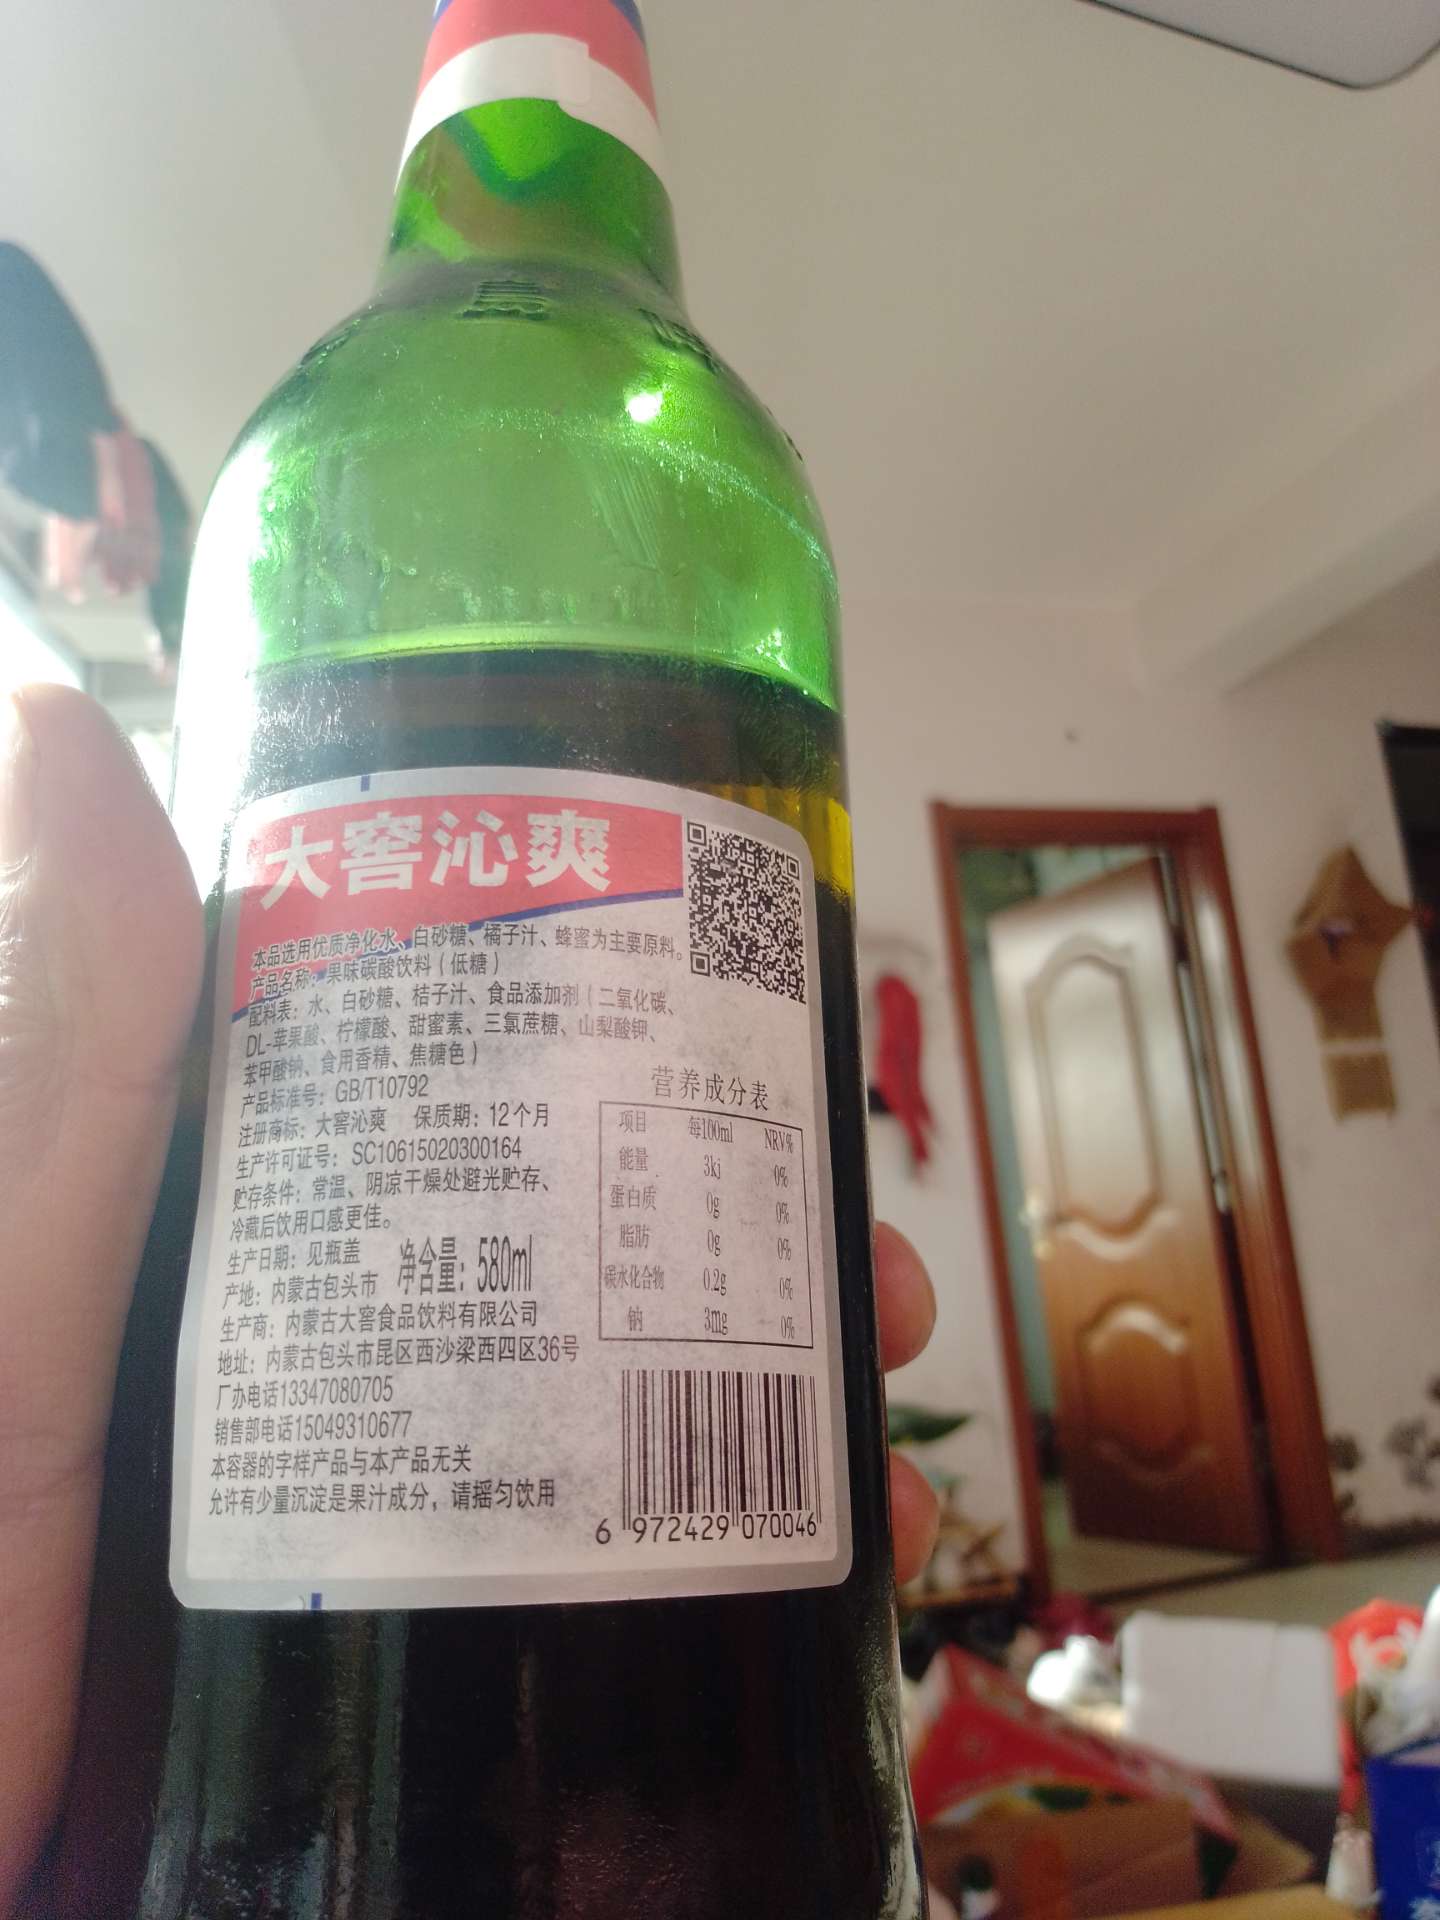 大窖沁爽
本品选用优质净化水、白砂糖、橘子汁、蜂蜜为主要原料。
产品名称：果味碳酸饮料（低糖）
配料表：水、白砂糖、桔子汁、食品添加剂（二氧化碳、
DL-苹果酸、柠檬酸、甜蜜素、三氯蔗糖、山梨酸钾、
苯甲酸钠、食用香精、焦糖色）
产品标准号：GB/T10792
注册商标：大窖沁爽 保质期：12个月
生产许可证号：SC10615020300164
贮存条件：常温、阴凉干燥处避光贮存、
冷藏后饮用口感更佳。
生产日期：见瓶盖 净含量：580ml
产地：内蒙古包头市
生产商：内蒙古大窖食品饮料有限公司
地址：内蒙古包头市昆区西沙梁西四区36号
厂办电话13347080705
销售部电话15049310677
本容器的字样产品与本产品无关
允许有少量沉淀是果汁成分，请摇匀饮用
营养成分表
项目 每100ml NRV%
能量 3kj 0%
蛋白质 0g 0%
脂肪 0g 0%
碳水化合物 0.2g 0%
钠 3mg 0%
6 972429 070046